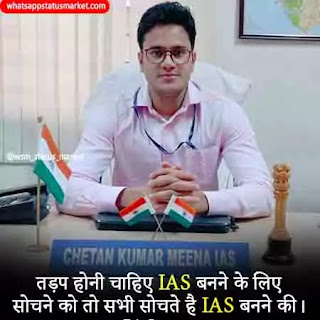 whatsappstatusmarket.com
@wsm_status_market
CHETAN KUMAR MEENA IAS
तड़प होनी चाहिए IAS बनने के लिए
सोचने को तो सभी सोचते है IAS बनने की।